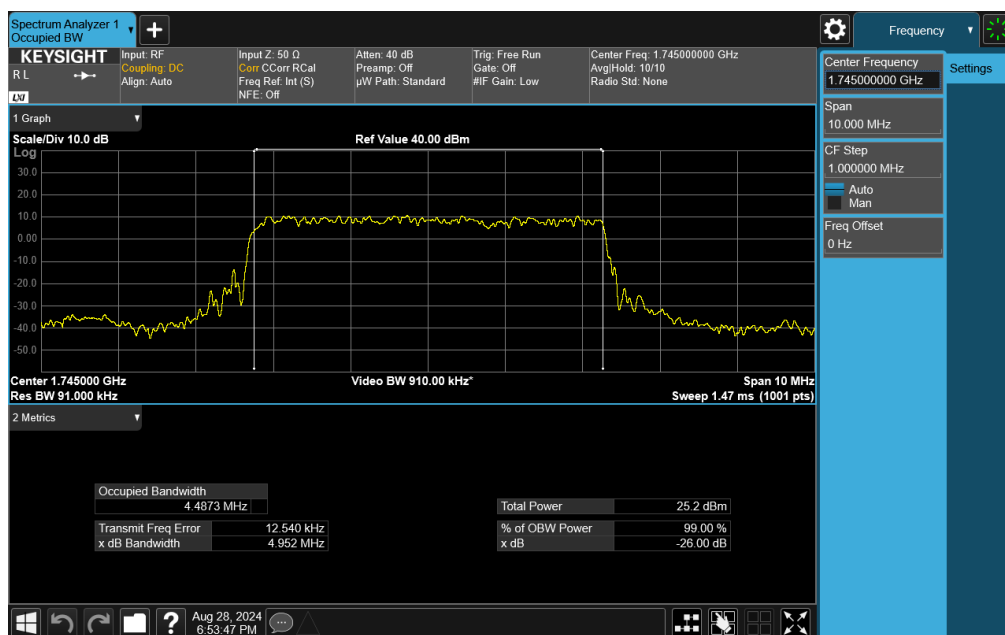 Spectrum Analyzer 1
Occupied BW
Frequency
KEYSIGHT
R L
LXI
Input: RF
Coupling: DC
Align: Auto
Input Z: 50 Ω
Corr CCorr RCal
Freq Ref: Int (S)
NFE: Off
Atten: 40 dB
Preamp: Off
µW Path: Standard
Trig: Free Run
Gate: Off
#IF Gain: Low
Center Freq: 1.745000000 GHz
Avg|Hold: 10/10
Radio Std: None
Center Frequency
1.745000000 GHz
Settings
Span
10.000 MHz
CF Step
1.000000 MHz
Auto
Man
Freq Offset
0 Hz
1 Graph
Scale/Div 10.0 dB
Ref Value 40.00 dBm
Log
30.0
20.0
10.0
0.00
-10.0
-20.0
-30.0
-40.0
-50.0
Center 1.745000 GHz
Video BW 910.00 kHz*
Span 10 MHz
Res BW 91.000 kHz
Sweep 1.47 ms (1001 pts)
2 Metrics
Occupied Bandwidth
4.4873 MHz
Total Power 25.2 dBm
Transmit Freq Error 12.540 kHz
% of OBW Power 99.00 %
x dB Bandwidth 4.952 MHz
x dB -26.00 dB
Aug 28, 2024
6:53:47 PM